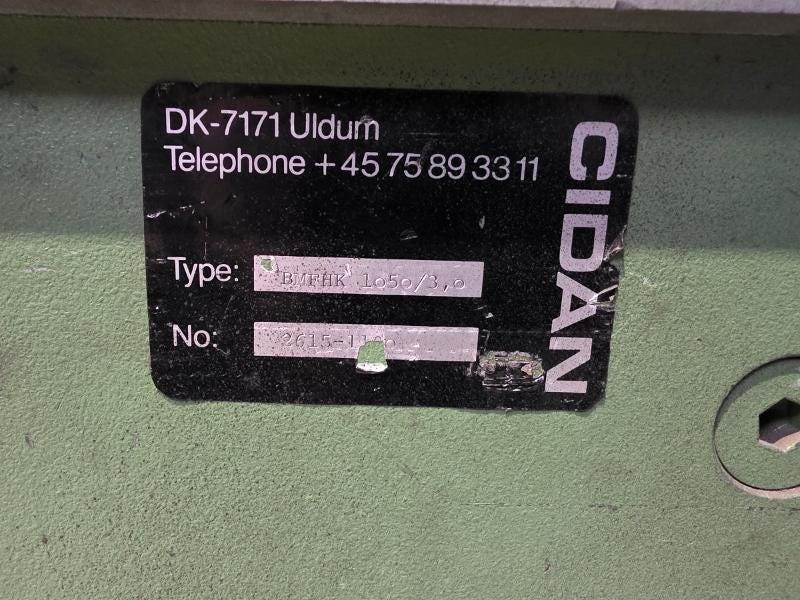 DK-7171 Uldum
Telephone +45 75 89 33 11
CIDAN
Type: BMFHK 1o5o/3,o
No: